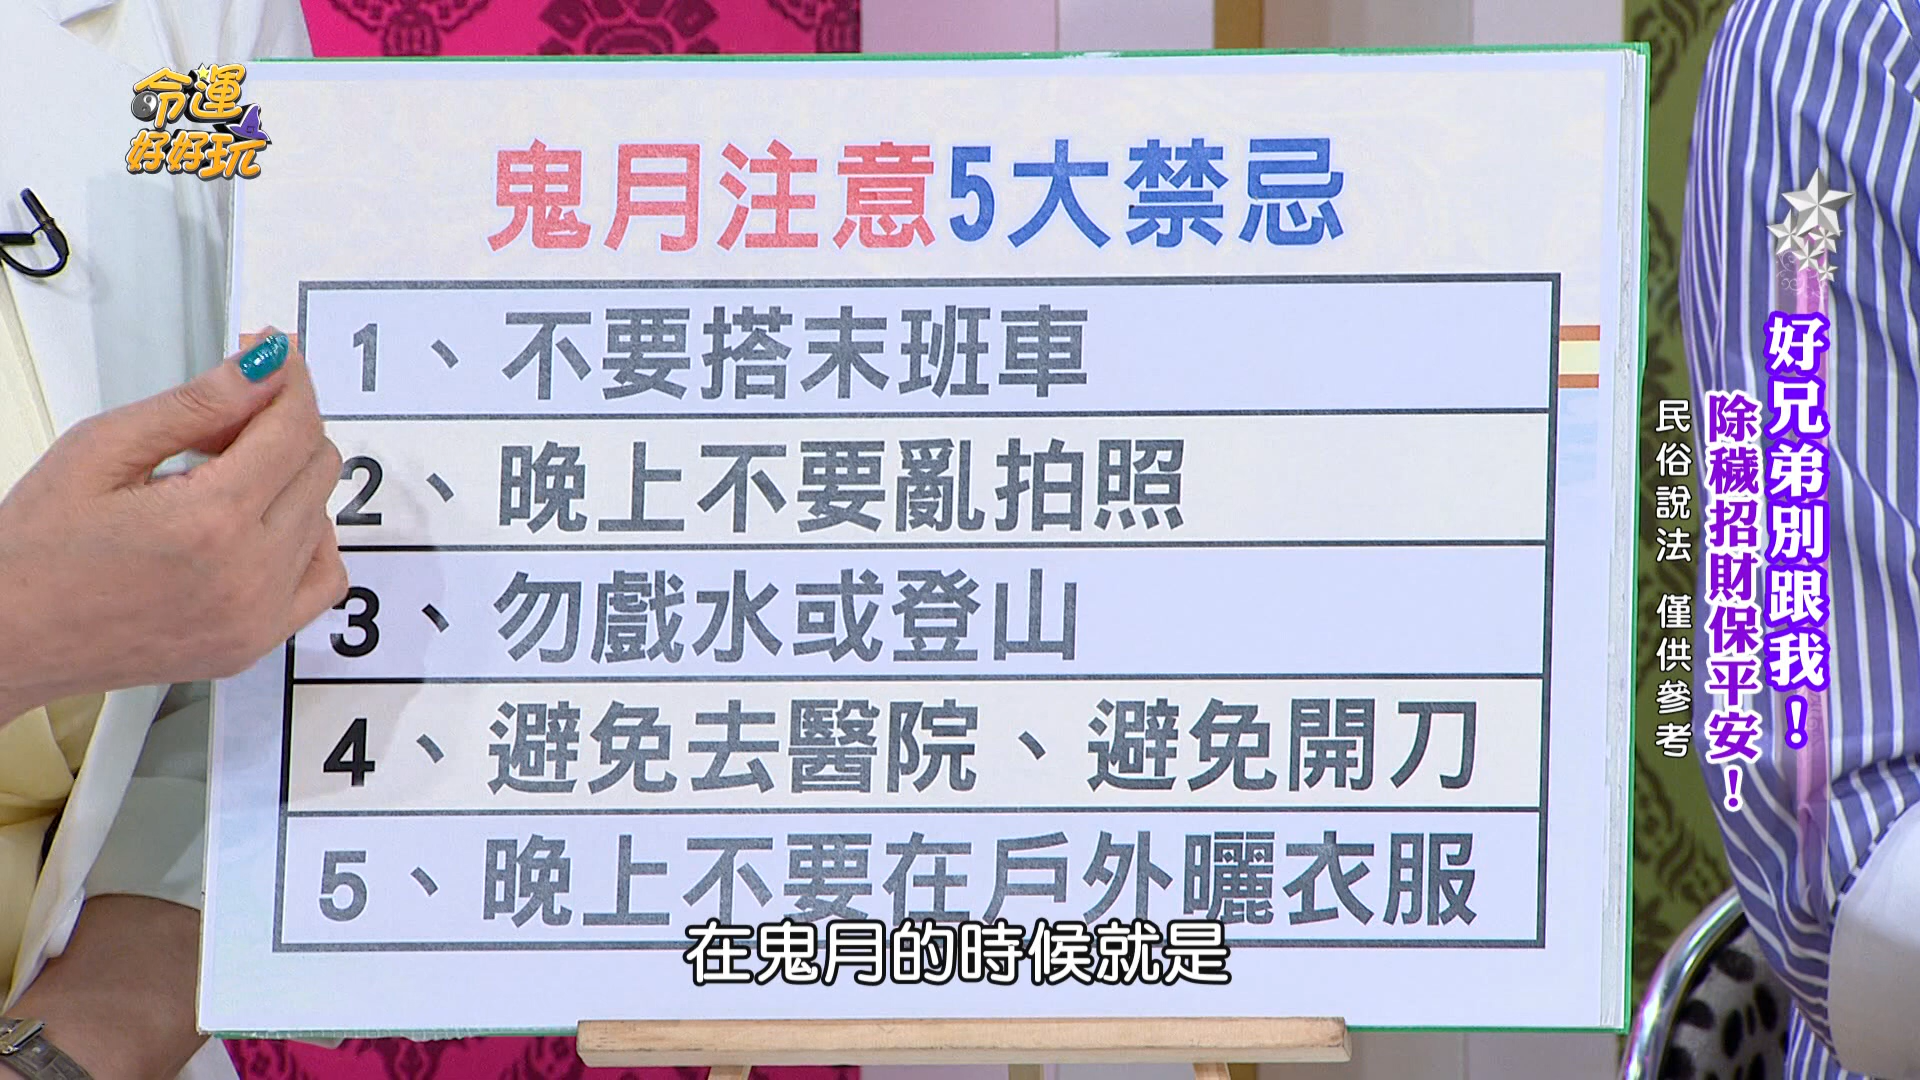 命運
好好玩
鬼月注意5大禁忌
1、不要搭末班車
2、晚上不要亂拍照
3、勿戲水或登山
4、避免去醫院、避免開刀
5、晚上不要在戶外曬衣服
好兄弟別跟我！
除穢招財保平安！
民俗說法 僅供參考
在鬼月的時候就是